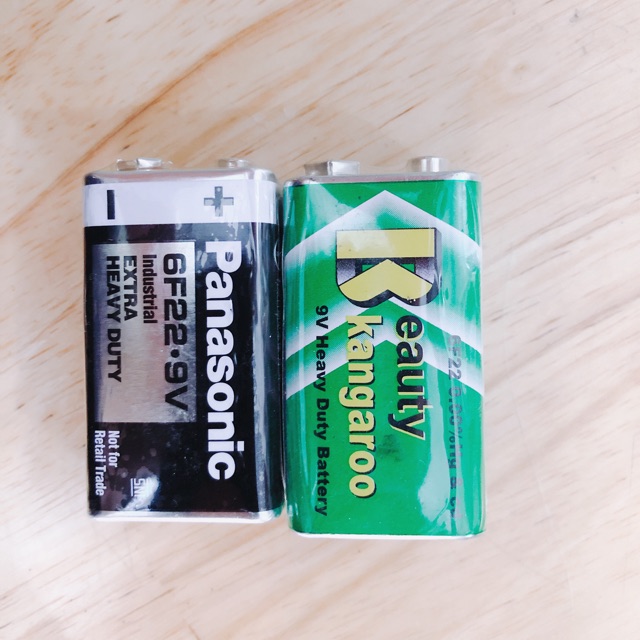 Panasonic
6F22·9V
Industrial
EXTRA
HEAVY DUTY
Not for
Retail Trade
Beauty
kangaroo
9V Heavy Duty Battery